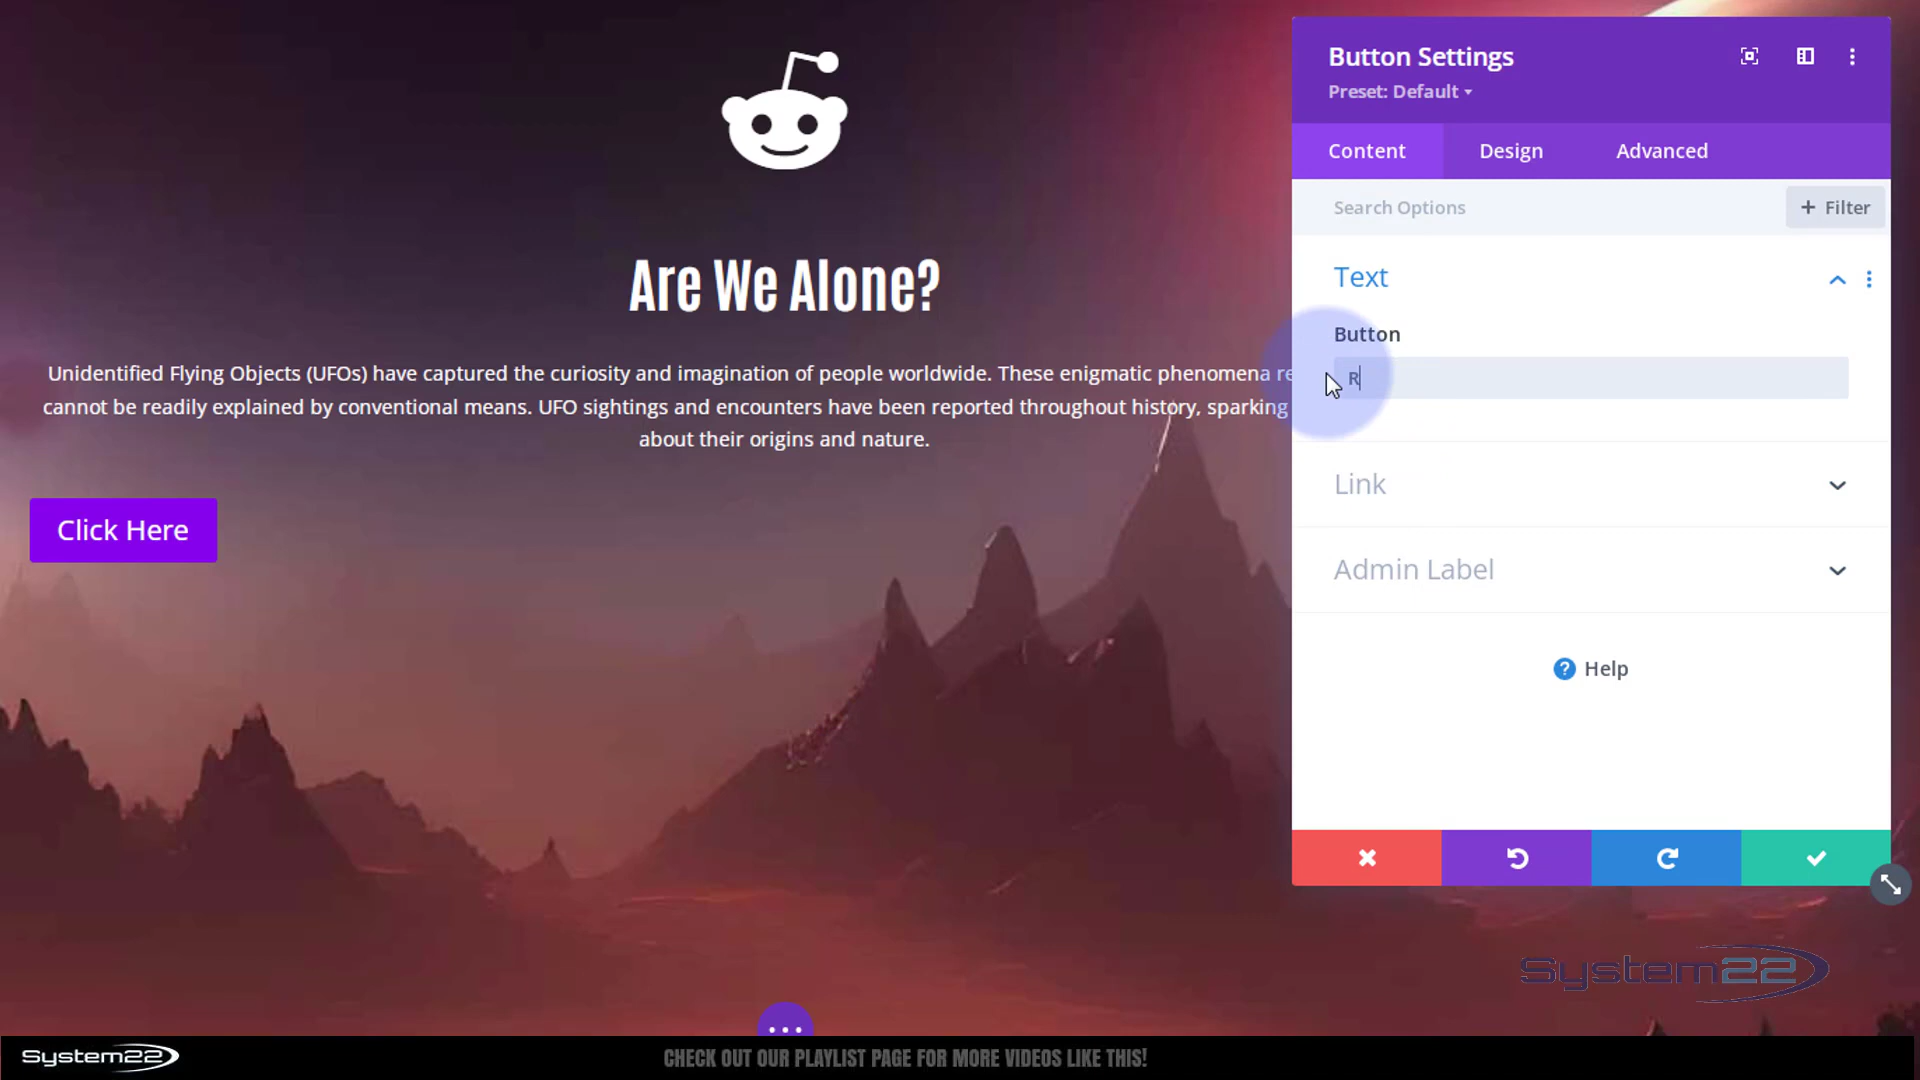 Button Settings
Preset: Default
Content Design Advanced
Search Options
+ Filter
Text
Button
R
Link
Admin Label
? Help
Are We Alone?
Unidentified Flying Objects (UFOs) have captured the curiosity and imagination of people worldwide. These enigmatic phenomena re
cannot be readily explained by conventional means. UFO sightings and encounters have been reported throughout history, sparking
about their origins and nature.
Click Here
System22
System22
CHECK OUT OUR PLAYLIST PAGE FOR MORE VIDEOS LIKE THIS!